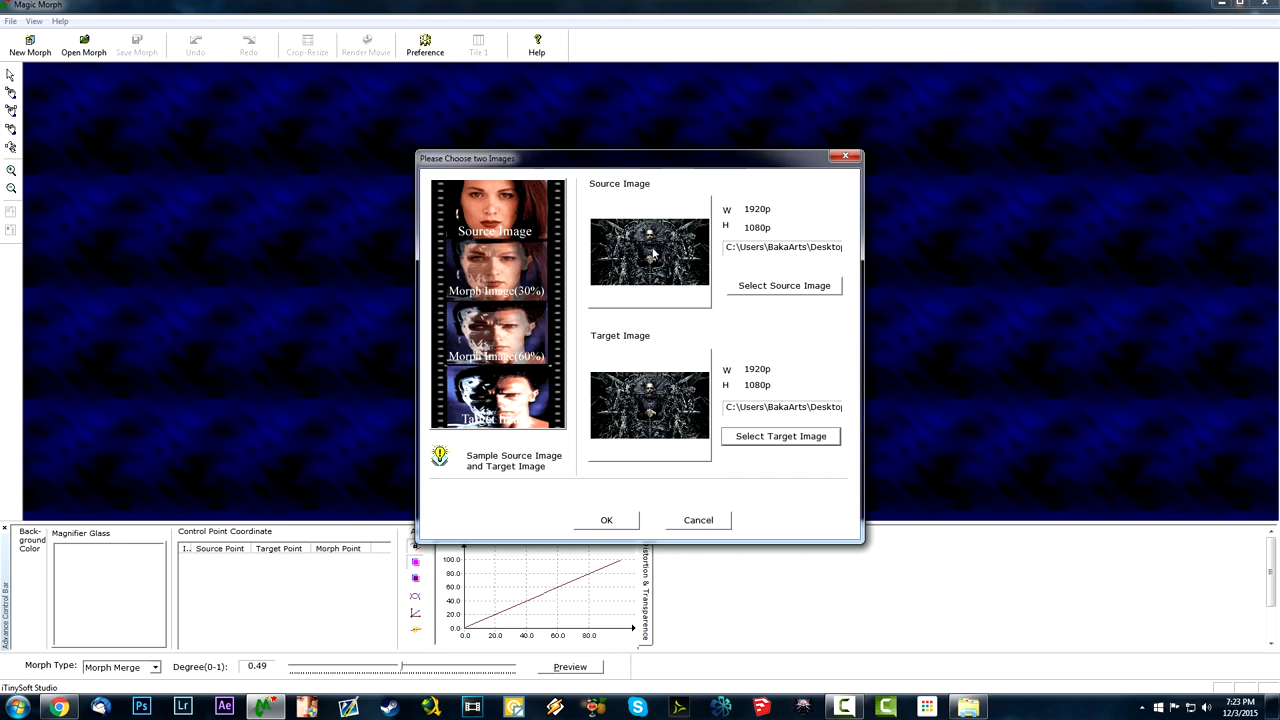 Magic Morph
File View Help
New Morph Open Morph Save Morph Undo Redo Crop-Resize Render Movie Preference Tile 1 Help
Please Choose two Images
Source Image
Source Image
W 1920p
H 1080p
C:\Users\BakaArts\Deskto
Morph Image(30%)
Select Source Image
Target Image
Morph Image(60%)
W 1920p
H 1080p
C:\Users\BakaArts\Deskto
Select Target Image
Sample Source Image
and Target Image
OK Cancel
Back-
ground
Color
Magnifier Glass
Control Point Coordinate
I.. Source Point Target Point Morph Point
100.0
80.0
60.0
40.0
20.0
0.0
0.0 20.0 40.0 60.0 80.0
Distortion & Transparence
Advance Control Bar
Morph Type: Morph Merge Degree(0-1): 0.49 Preview
iTinySoft Studio
Ps Lr Ae
7:23 PM
12/3/2015